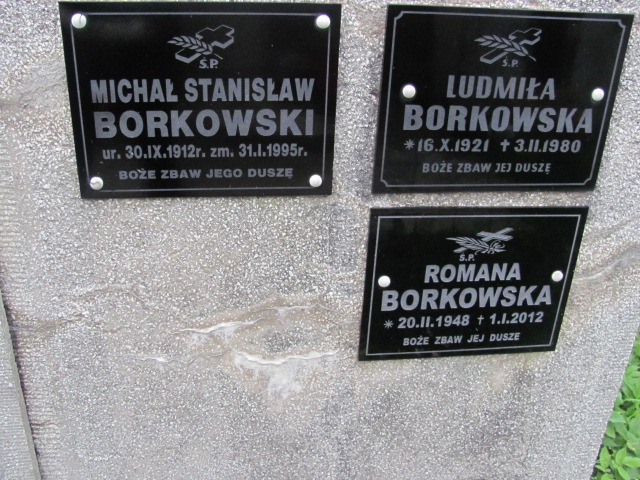 Ś.P.
MICHAŁ STANISŁAW
BORKOWSKI
ur. 30.IX.1912r. zm. 31.I.1995r.
BOŻE ZBAW JEGO DUSZĘ
Ś.P.
LUDMIŁA
BORKOWSKA
*16.X.1921 †3.II.1980
BOŻE ZBAW JEJ DUSZĘ
Ś.P.
ROMANA
BORKOWSKA
* 20.II.1948 † 1.I.2012
BOŻE ZBAW JEJ DUSZĘ